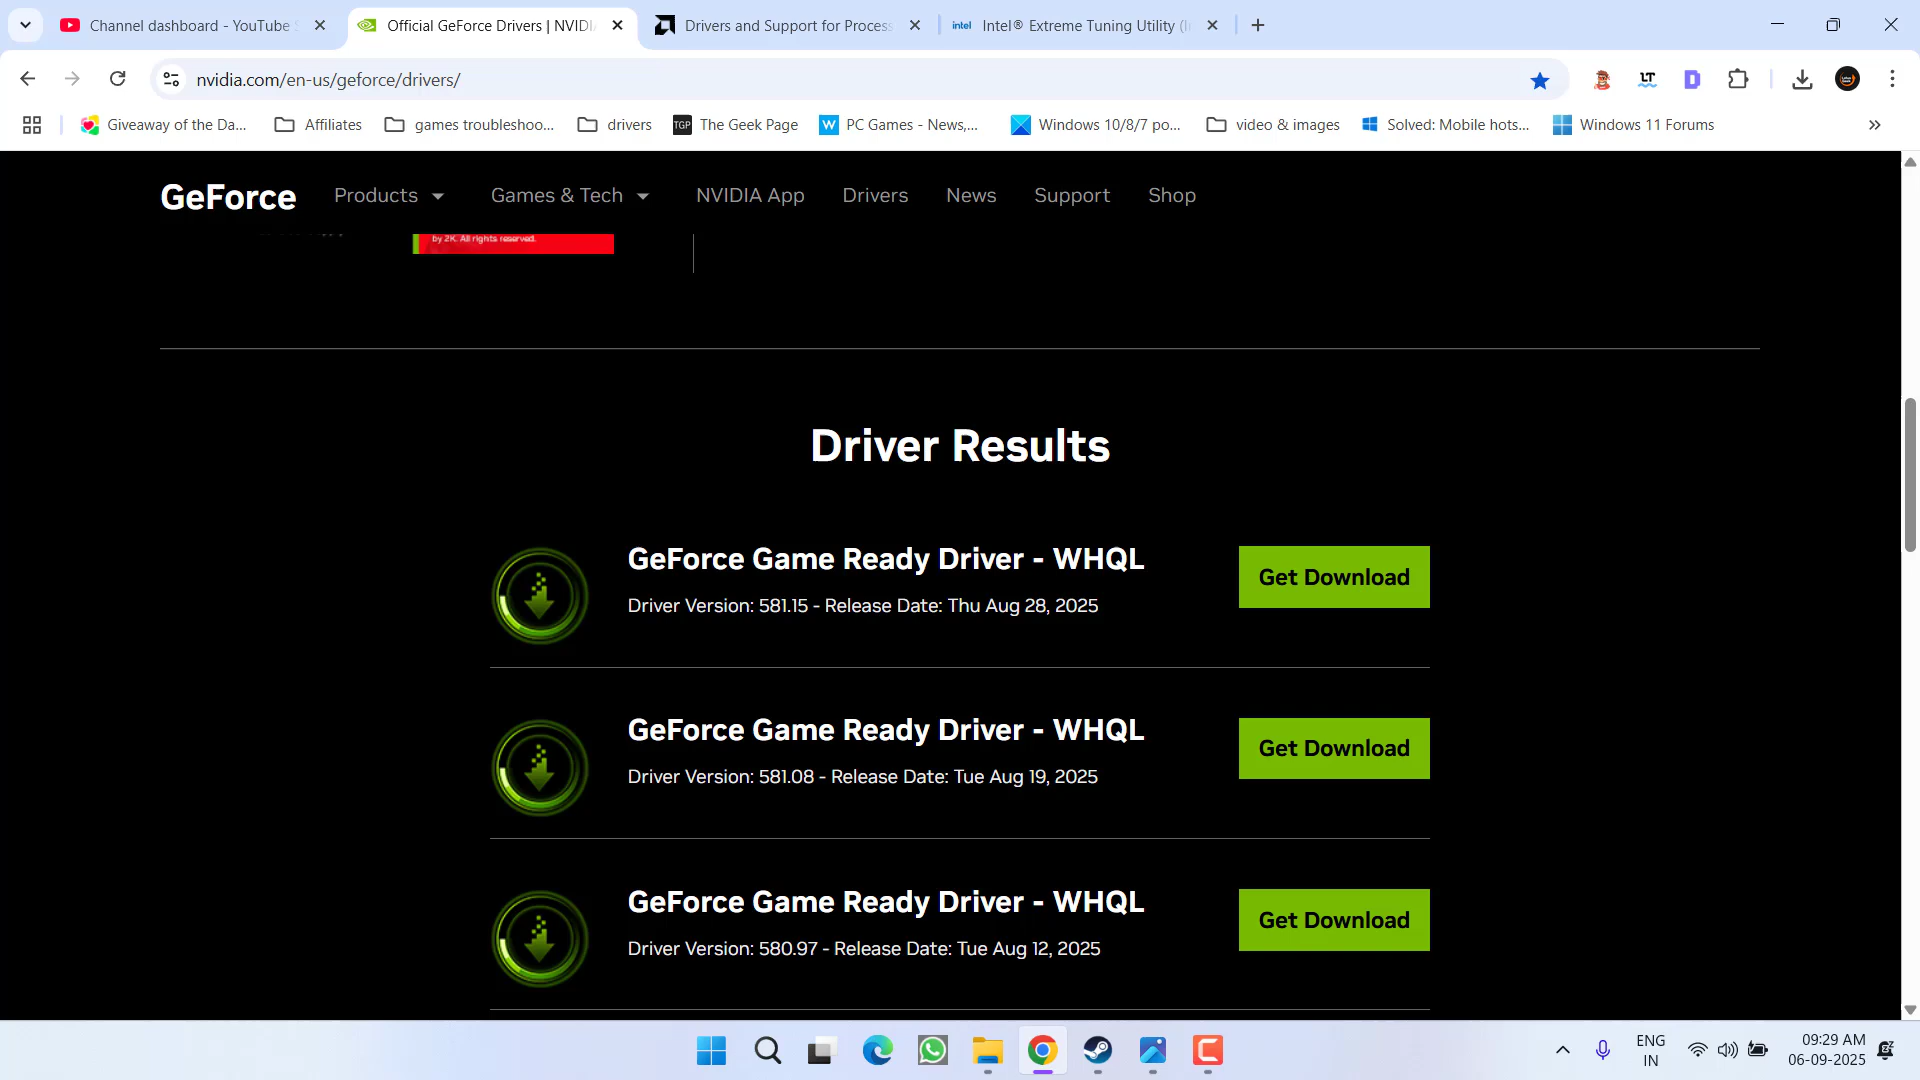 Channel dashboard - YouTube S
Official GeForce Drivers | NVIDI
Drivers and Support for Process
intel
Intel® Extreme Tuning Utility (I
nvidia.com/en-us/geforce/drivers/
LT
D
Giveaway of the Da...
Affiliates
games troubleshoo...
drivers
TGP
The Geek Page
W
PC Games - News,...
Windows 10/8/7 po...
video & images
Solved: Mobile hots...
Windows 11 Forums
GeForce
Products
Games & Tech
NVIDIA App
Drivers
News
Support
Shop
by 2K. All rights reserved.
Driver Results
GeForce Game Ready Driver - WHQL
Driver Version: 581.15 - Release Date: Thu Aug 28, 2025
Get Download
GeForce Game Ready Driver - WHQL
Driver Version: 581.08 - Release Date: Tue Aug 19, 2025
Get Download
GeForce Game Ready Driver - WHQL
Driver Version: 580.97 - Release Date: Tue Aug 12, 2025
Get Download
ENG
IN
09:29 AM
06-09-2025